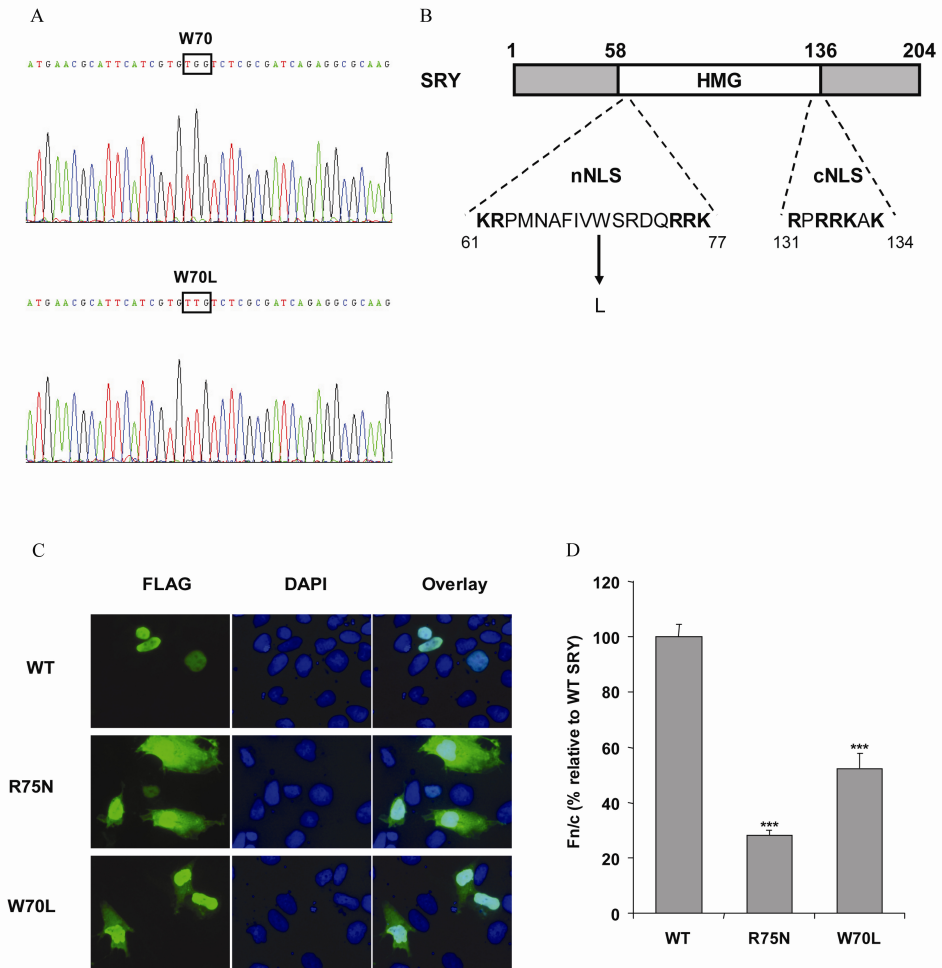 A
W70
ATGAACGCATTCATCGTGTGGTCTCGCGATCAGAGGCGCAAG
W70L
ATGAACGCATTCATCGTGTTGTCTCGCGATCAGAGGCGCAAG
B
1 58 136 204
SRY HMG
nNLS cNLS
KRPMNAFIVWSRDQRRK RPRRKAK
61 77 131 134
L
C
FLAG DAPI Overlay
WT
R75N
W70L
D
Fn/c (% relative to WT SRY)
120
100
80
60
40
20
0
***
***
WT R75N W70L